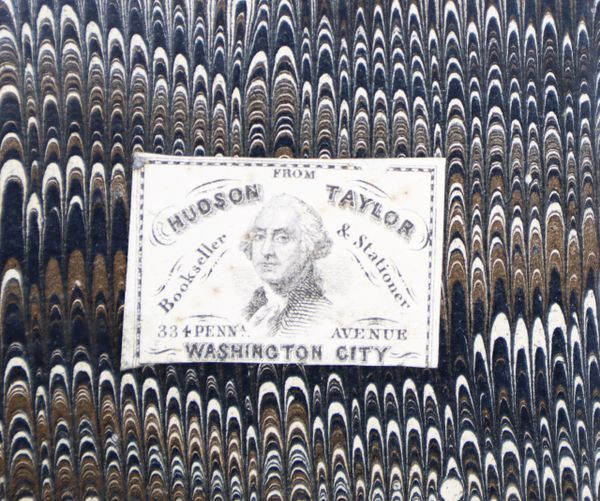 FROM
HUDSON TAYLOR
Bookseller & Stationer
334 PENNA. AVENUE
WASHINGTON CITY